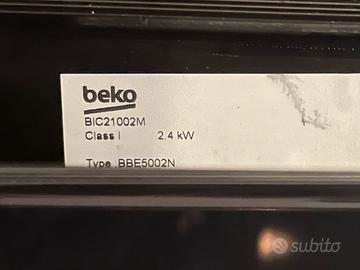 beko
BIC21002M
Class I 2.4 kW
Type BBE5002N
subito